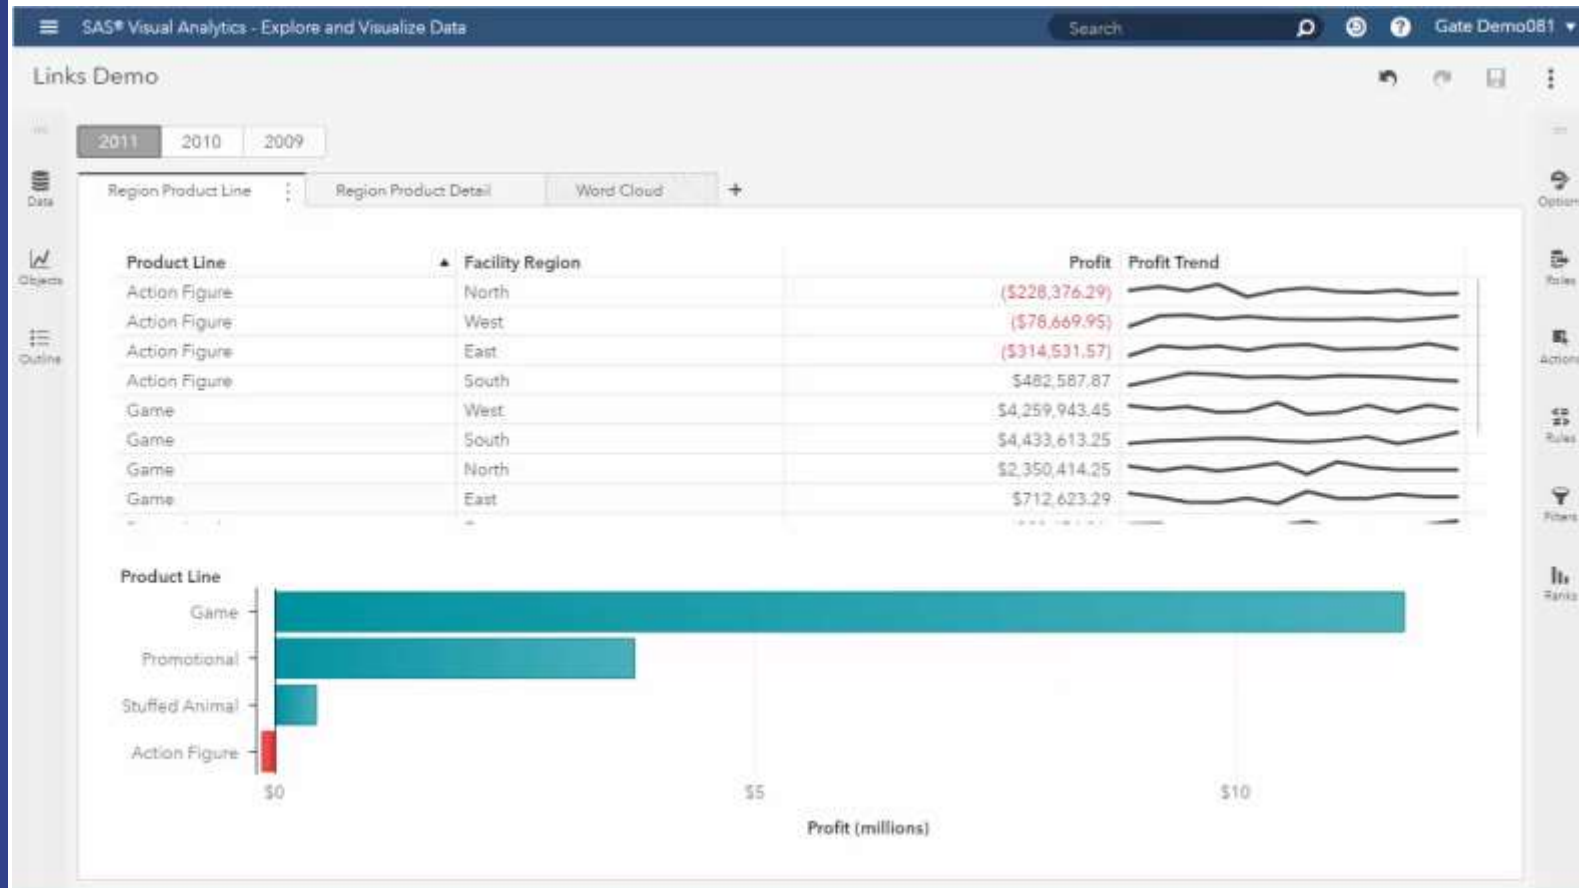 SAS® Visual Analytics - Explore and Visualize Data Search Gate Demo081
Links Demo
2011 2010 2009
Region Product Line Region Product Detail Word Cloud +
Data
Objects
Outline
Options
Roles
Actions
Rules
Filters
Ranks
Product Line Facility Region Profit Profit Trend
Action Figure North ($228,376.29)
Action Figure West ($78,669.95)
Action Figure East ($314,531.57)
Action Figure South $482,587.87
Game West $4,259,943.45
Game South $4,433,613.25
Game North $2,350,414.25
Game East $712,623.29
Product Line
Game
Promotional
Stuffed Animal
Action Figure
$0 $5 $10
Profit (millions)